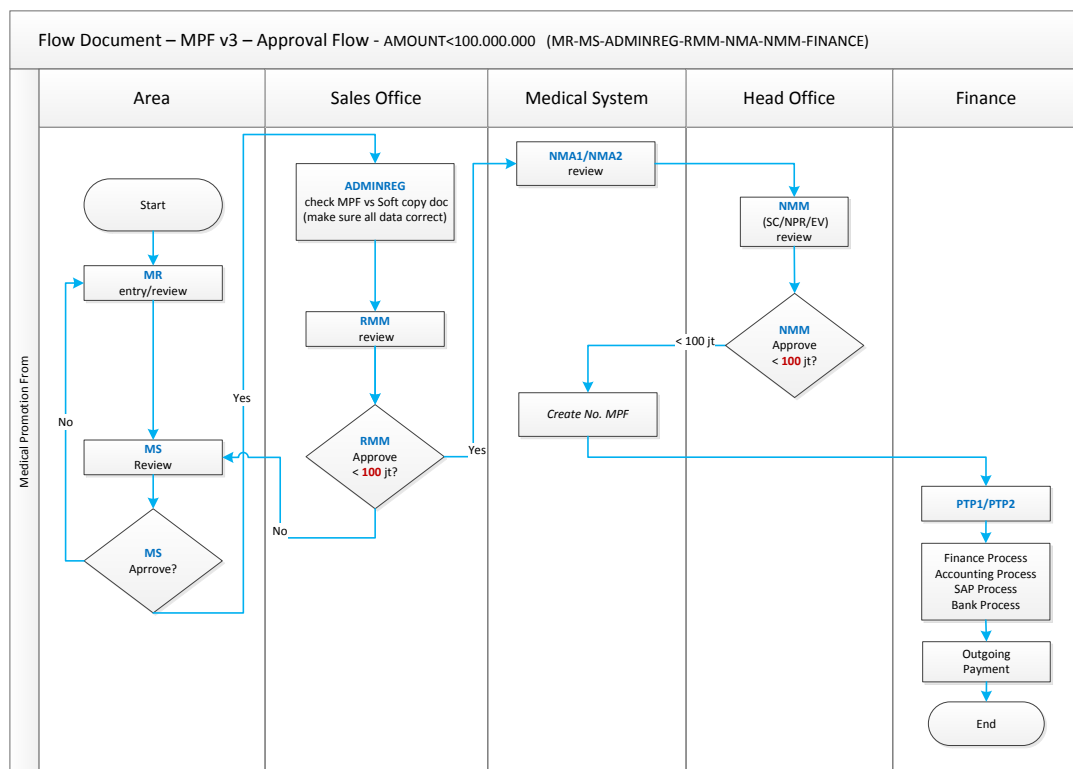 Flow Document – MPF v3 – Approval Flow - AMOUNT<100.000.000 (MR-MS-ADMINREG-RMM-NMA-NMM-FINANCE)
Medical Promotion From
Area
Sales Office
Medical System
Head Office
Finance
Start
MR
entry/review
MS
Review
MS
Aprrove?
No
Yes
ADMINREG
check MPF vs Soft copy doc
(make sure all data correct)
RMM
review
RMM
Approve
< 100 jt?
No
Yes
NMA1/NMA2
review
NMM
(SC/NPR/EV)
review
NMM
Approve
< 100 jt?
< 100 jt
Create No. MPF
PTP1/PTP2
Finance Process
Accounting Process
SAP Process
Bank Process
Outgoing
Payment
End